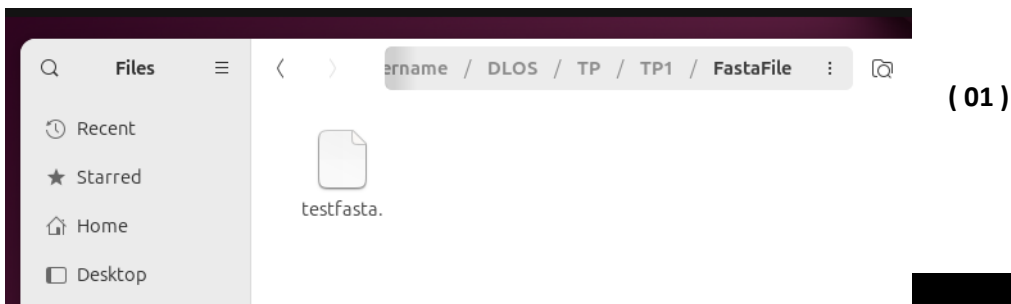 Files
ername / DLOS / TP / TP1 / FastaFile
( 01 )
Recent
Starred
Home
Desktop
testfasta.